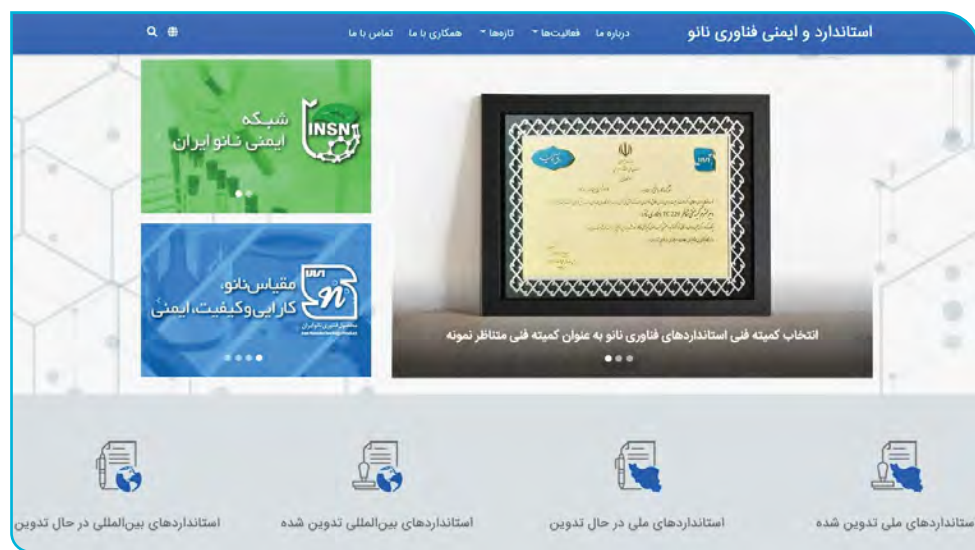 استاندارد و ایمنی فناوری نانو
درباره ما
فعالیت‌ها
تازه‌ها
همکاری با ما
تماس با ما
انتخاب کمیته فنی استانداردهای فناوری نانو به عنوان کمیته فنی متناظر نمونه
INSN
شبکه
ایمنی نانو ایران
مقیاس‌نانو،
کارایی‌وکیفیت،ایمنی
ستانداردهای ملی تدوین شده
استانداردهای ملی در حال تدوین
استانداردهای بین‌المللی تدوین شده
استانداردهای بین‌المللی در حال تدوین